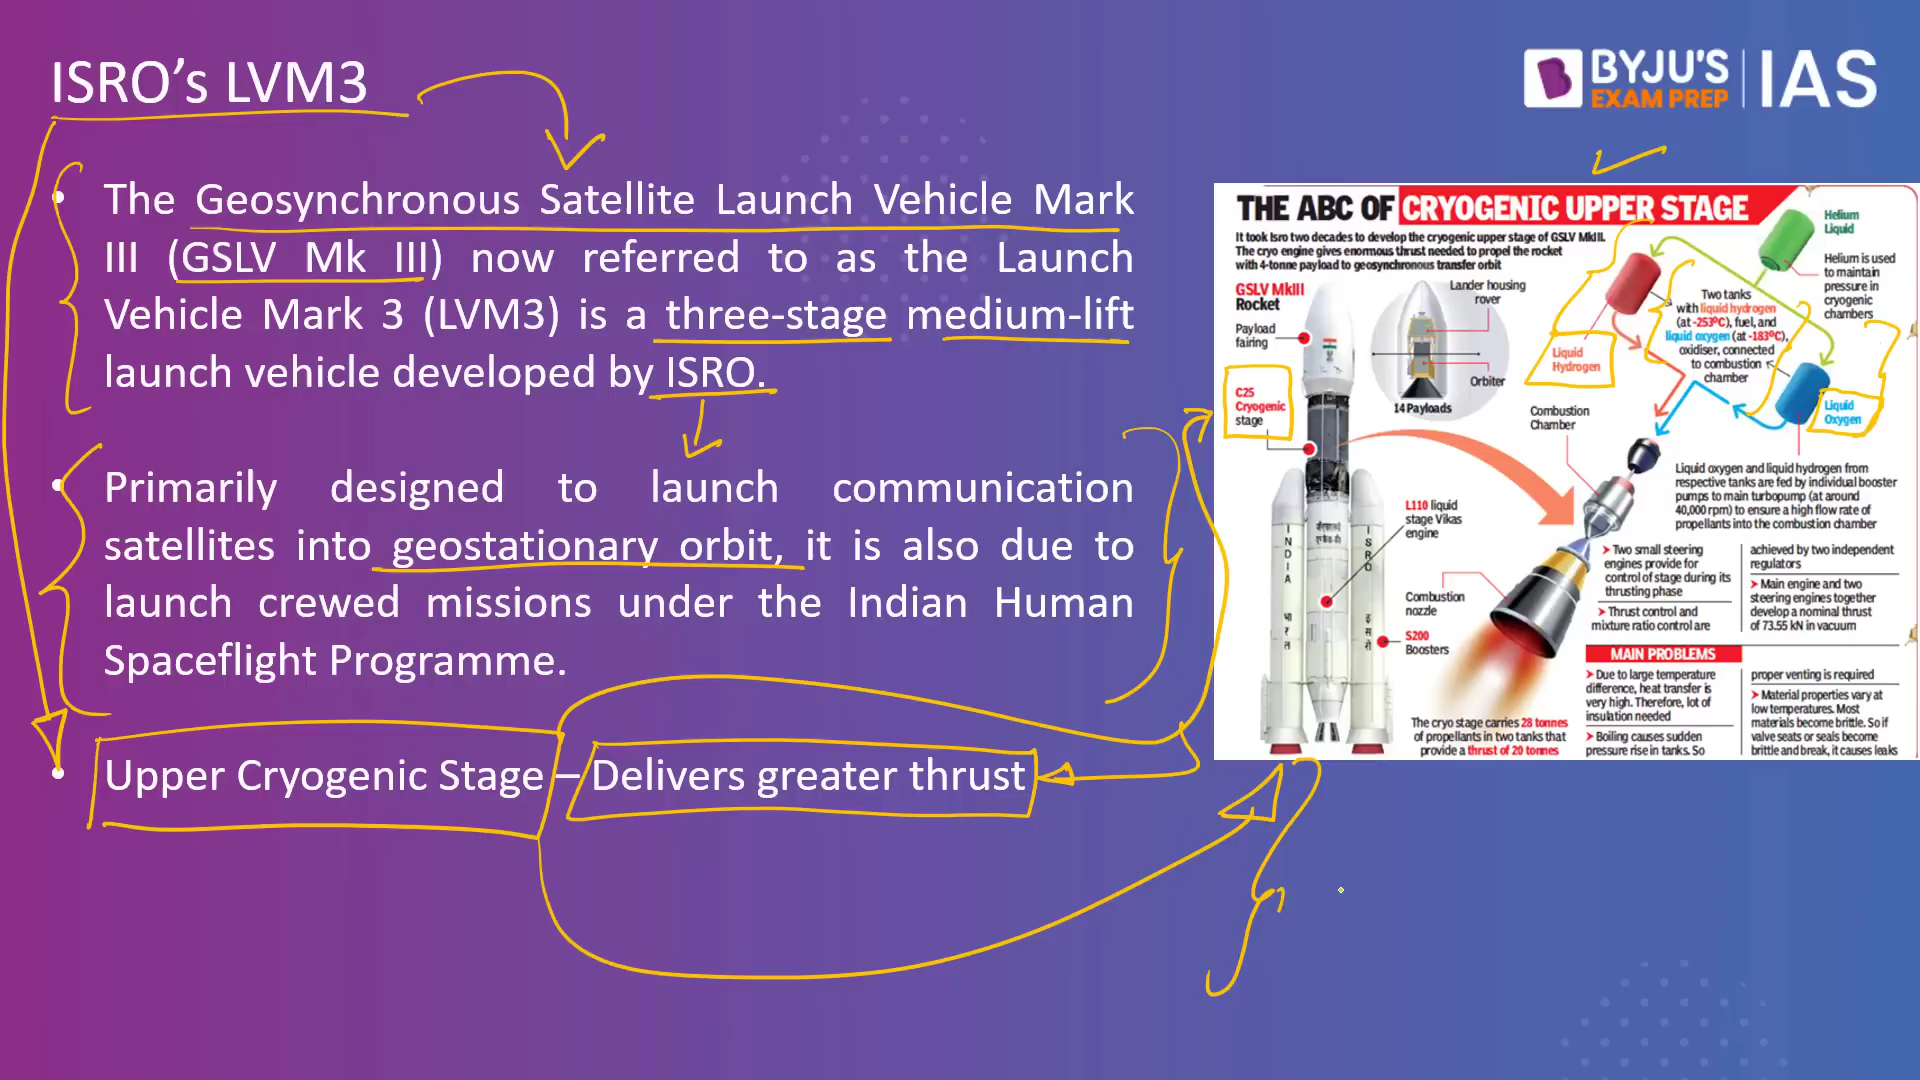 ISRO’s LVM3
BYJU'S
EXAM PREP
IAS
• The Geosynchronous Satellite Launch Vehicle Mark
III (GSLV Mk III) now referred to as the Launch
Vehicle Mark 3 (LVM3) is a three-stage medium-lift
launch vehicle developed by ISRO.
• Primarily designed to launch communication
satellites into geostationary orbit, it is also due to
launch crewed missions under the Indian Human
Spaceflight Programme.
• Upper Cryogenic Stage – Delivers greater thrust
THE ABC OF CRYOGENIC UPPER STAGE
It took Isro two decades to develop the cryogenic upper stage of GSLV MkIII.
The cryo engine gives enormous thrust needed to propel the rocket
with 4-tonne payload to geosynchronous transfer orbit
GSLV MkIII
Rocket
Payload
fairing
C25
Cryogenic
stage
Lander housing
rover
Orbiter
14 Payloads
L110 liquid
stage Vikas
engine
Combustion
nozzle
S200
Boosters
INDIA
भारत
ISRO
इसरो
Helium
Liquid
Helium is used
to maintain
pressure in
cryogenic
chambers
Two tanks
with liquid hydrogen
(at -253ºC), fuel, and
liquid oxygen (at -183ºC),
oxidiser, connected
to combustion
chamber
Liquid
Hydrogen
Liquid
Oxygen
Combustion
Chamber
Liquid oxygen and liquid hydrogen from
respective tanks are fed by individual booster
pumps to main turbopump (at around
40,000 rpm) to ensure a high flow rate of
propellants into the combustion chamber
➤ Two small steering
engines provide for
control of stage during its
thrusting phase
➤ Thrust control and
mixture ratio control are
achieved by two independent
regulators
➤ Main engine and two
steering engines together
develop a nominal thrust
of 73.55 kN in vacuum
MAIN PROBLEMS
➤ Due to large temperature
difference, heat transfer is
very high. Therefore, lot of
insulation needed
➤ Boiling causes sudden
pressure rise in tanks. So
proper venting is required
➤ Material properties vary at
low temperatures. Most
materials become brittle. So if
valve seats or seals become
brittle and break, it causes leaks
The cryo stage carries 28 tonnes
of propellants in two tanks that
provide a thrust of 20 tonnes